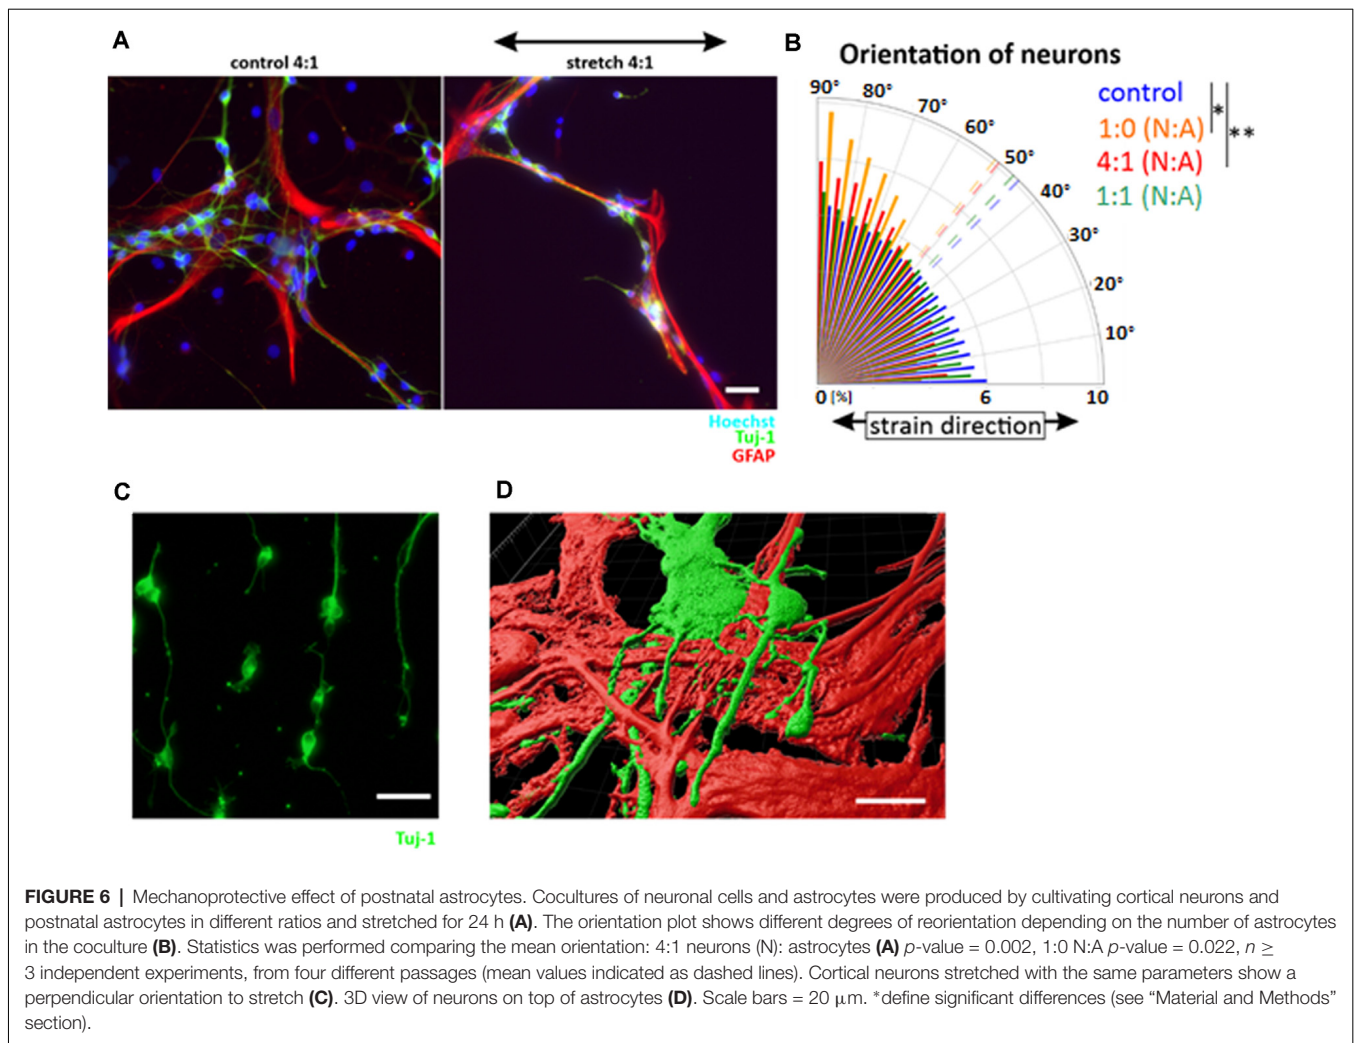 A
control 4:1
stretch 4:1
Hoechst
Tuj-1
GFAP
B
Orientation of neurons
90°
80°
70°
60°
50°
40°
30°
20°
10°
0 [%]
6
10
strain direction
control
1:0 (N:A)
4:1 (N:A)
1:1 (N:A)
*
**
C
Tuj-1
D
FIGURE 6 | Mechanoprotective effect of postnatal astrocytes. Cocultures of neuronal cells and astrocytes were produced by cultivating cortical neurons and
postnatal astrocytes in different ratios and stretched for 24 h (A). The orientation plot shows different degrees of reorientation depending on the number of astrocytes
in the coculture (B). Statistics was performed comparing the mean orientation: 4:1 neurons (N): astrocytes (A) p-value = 0.002, 1:0 N:A p-value = 0.022, n ≥
3 independent experiments, from four different passages (mean values indicated as dashed lines). Cortical neurons stretched with the same parameters show a
perpendicular orientation to stretch (C). 3D view of neurons on top of astrocytes (D). Scale bars = 20 μm. *define significant differences (see “Material and Methods”
section).